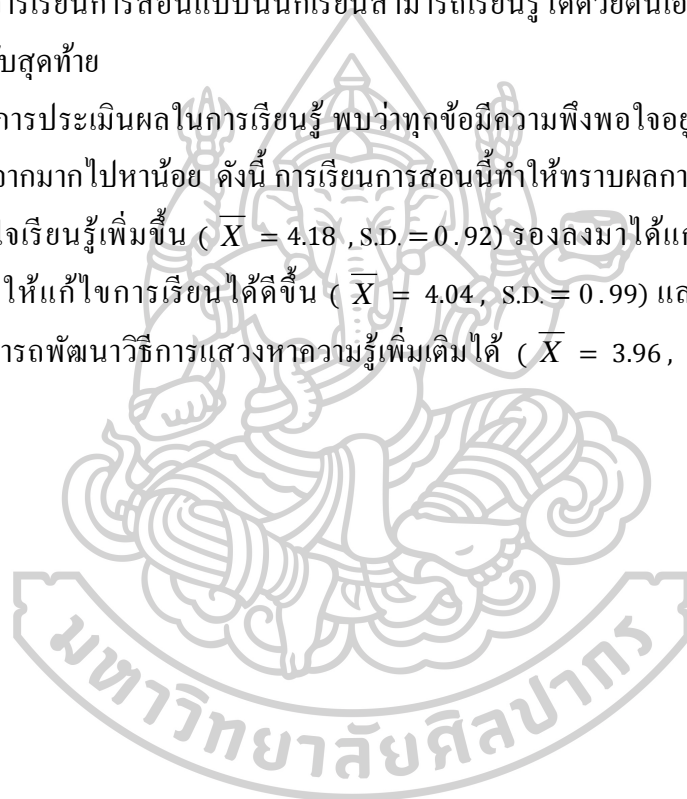 การเรียนการสอนแบบนี้นักเรียนสามารถเรียนรู้ได้ด้วยตนเอ
บสุดท้าย
การประเมินผลในการเรียนรู้ พบว่าทุกข้อมีความพึงพอใจอยู
จากมากไปหาน้อย ดังนี้ การเรียนการสอนนี้ทำให้ทราบผลกา
ใจเรียนรู้เพิ่มขึ้น ( X̅ = 4.18 , S.D. = 0.92) รองลงมาได้แก
ให้แก้ไขการเรียนได้ดีขึ้น ( X̅ = 4.04 , S.D. = 0.99) และ
ารถพัฒนาวิธีการแสวงหาความรู้เพิ่มเติมได้ ( X̅ = 3.96 ,
มหาวิทยาลัยศิลปากร